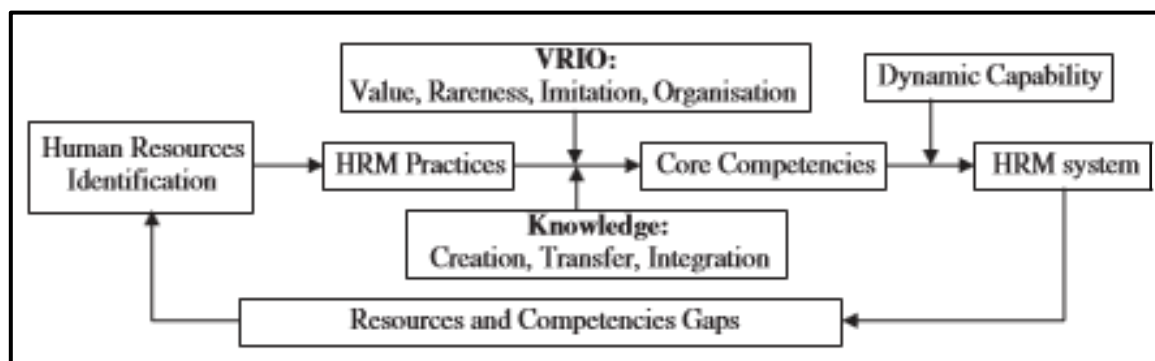 VRIO:
Value, Rareness, Imitation, Organisation
Dynamic Capability
Human Resources
Identification
HRM Practices
Core Competencies
HRM system
Knowledge:
Creation, Transfer, Integration
Resources and Competencies Gaps